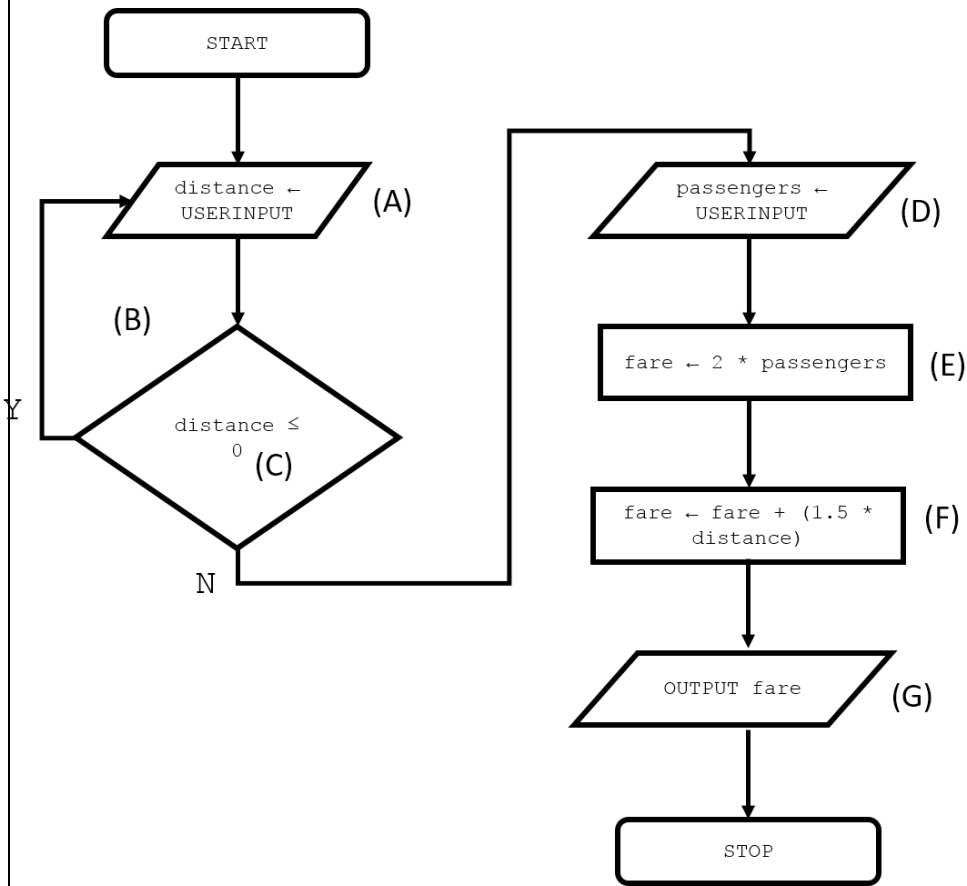 START
distance ←
USERINPUT
(A)
(B)
Y
distance ≤
0
(C)
N
passengers ←
USERINPUT
(D)
fare ← 2 * passengers
(E)
fare ← fare + (1.5 *
distance)
(F)
OUTPUT fare
(G)
STOP